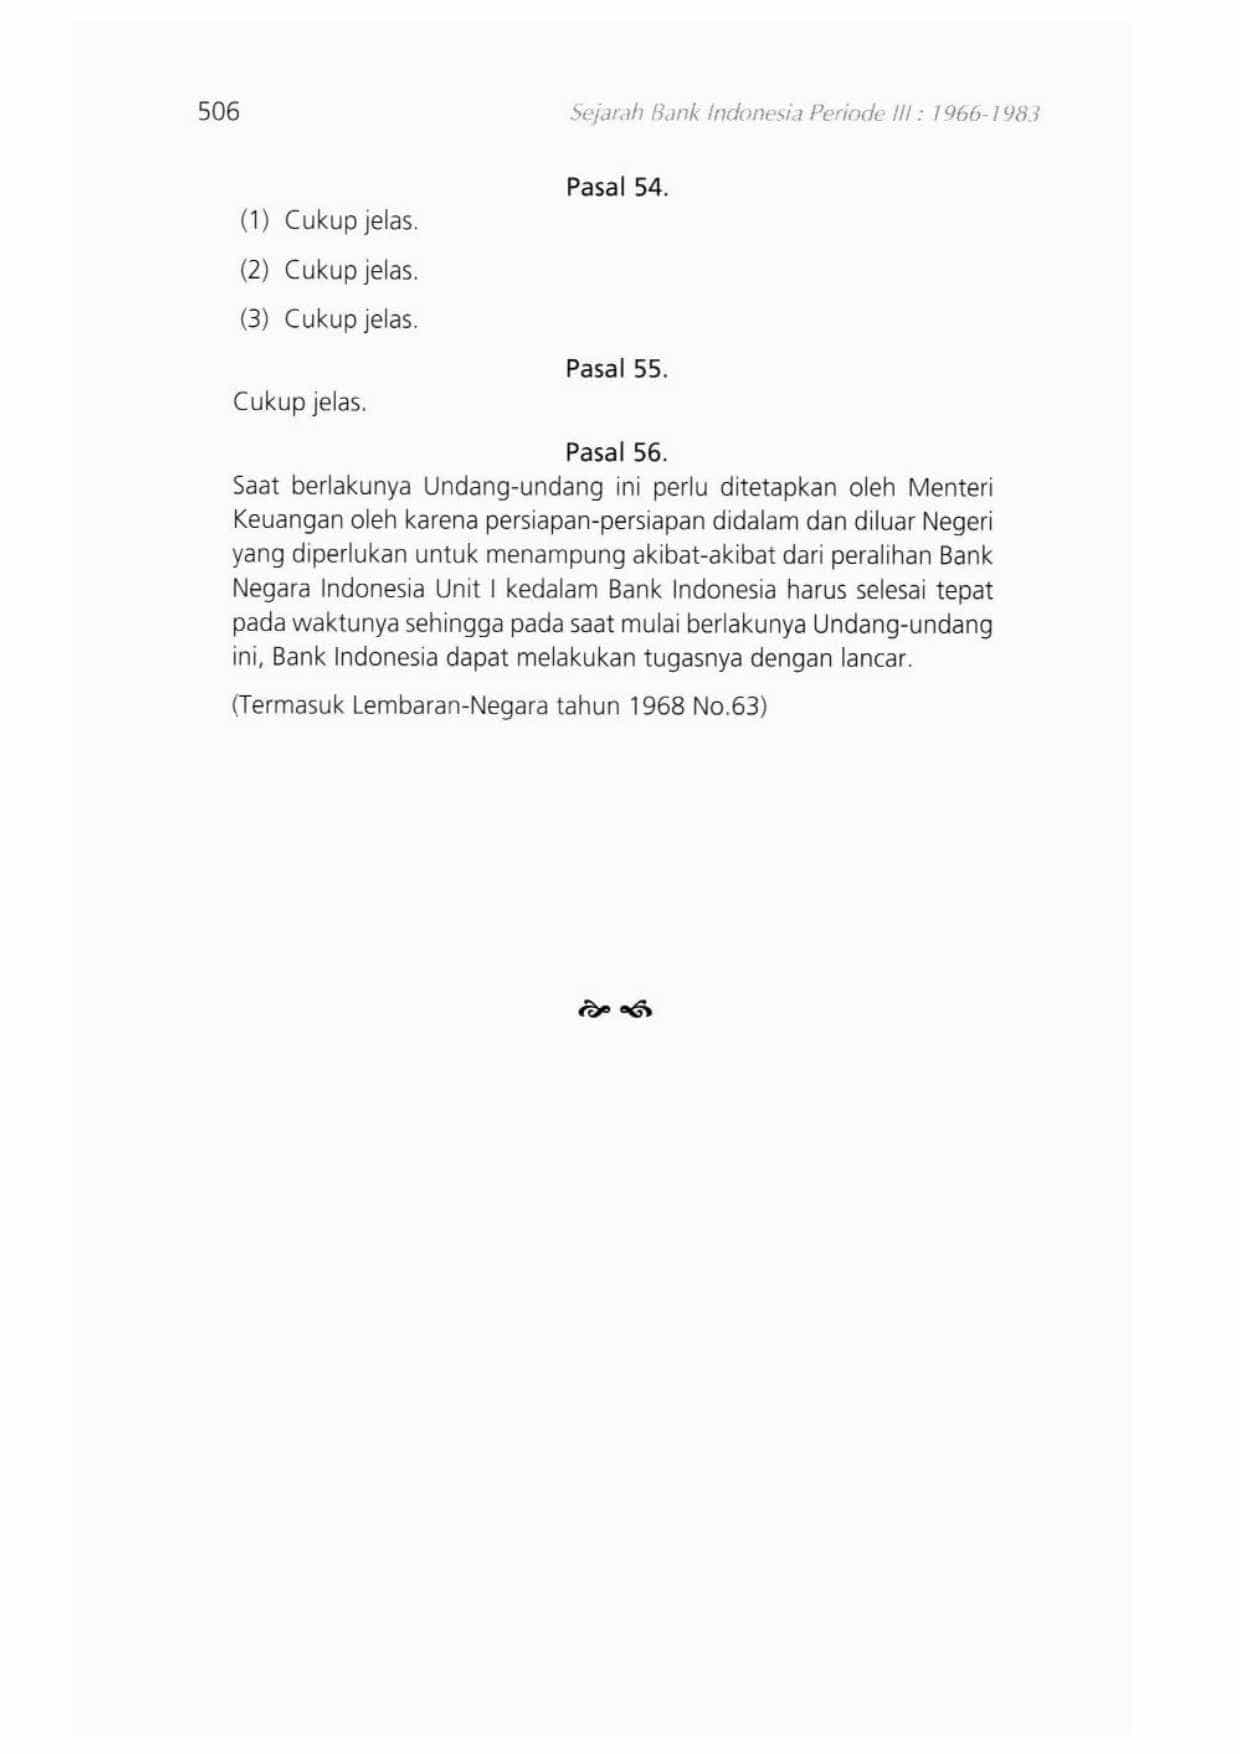 506
Sejarah Bank Indonesia Periode III : 1966-1983
Pasal 54.
(1) Cukup jelas.
(2) Cukup jelas.
(3) Cukup jelas.
Pasal 55.
Cukup jelas.
Pasal 56.
Saat berlakunya Undang-undang ini perlu ditetapkan oleh Menteri
Keuangan oleh karena persiapan-persiapan didalam dan diluar Negeri
yang diperlukan untuk menampung akibat-akibat dari peralihan Bank
Negara Indonesia Unit I kedalam Bank Indonesia harus selesai tepat
pada waktunya sehingga pada saat mulai berlakunya Undang-undang
ini, Bank Indonesia dapat melakukan tugasnya dengan lancar.
(Termasuk Lembaran-Negara tahun 1968 No.63)